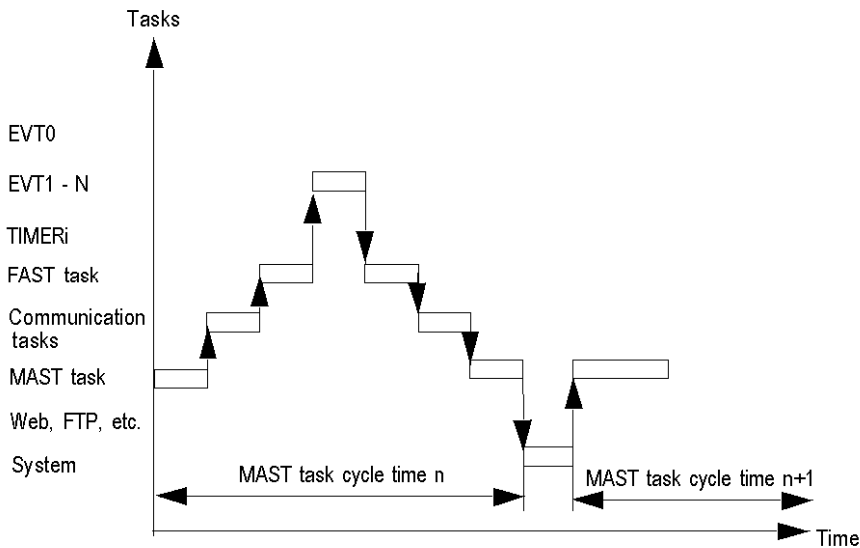 Tasks
EVT0
EVT1 - N
TIMERi
FAST task
Communication
tasks
MAST task
Web, FTP, etc.
System
MAST task cycle time n
MAST task cycle time n+1
Time